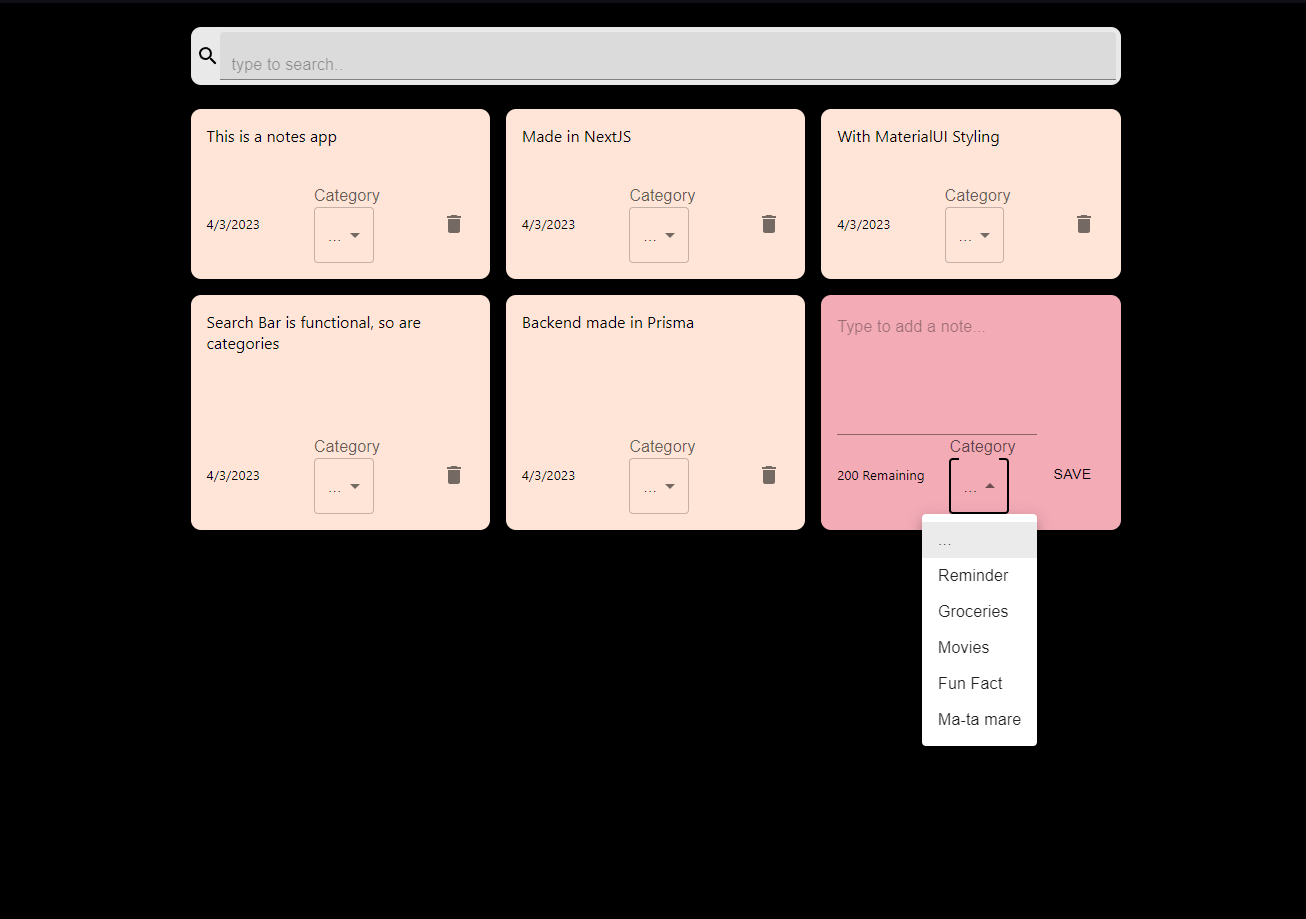 type to search..
This is a notes app
Made in NextJS
With MaterialUI Styling
Category
Category
Category
4/3/2023
...
4/3/2023
...
4/3/2023
...
Search Bar is functional, so are
categories
Backend made in Prisma
Type to add a note...
Category
Category
Category
4/3/2023
...
4/3/2023
...
200 Remaining
...
SAVE
...
Reminder
Groceries
Movies
Fun Fact
Ma-ta mare